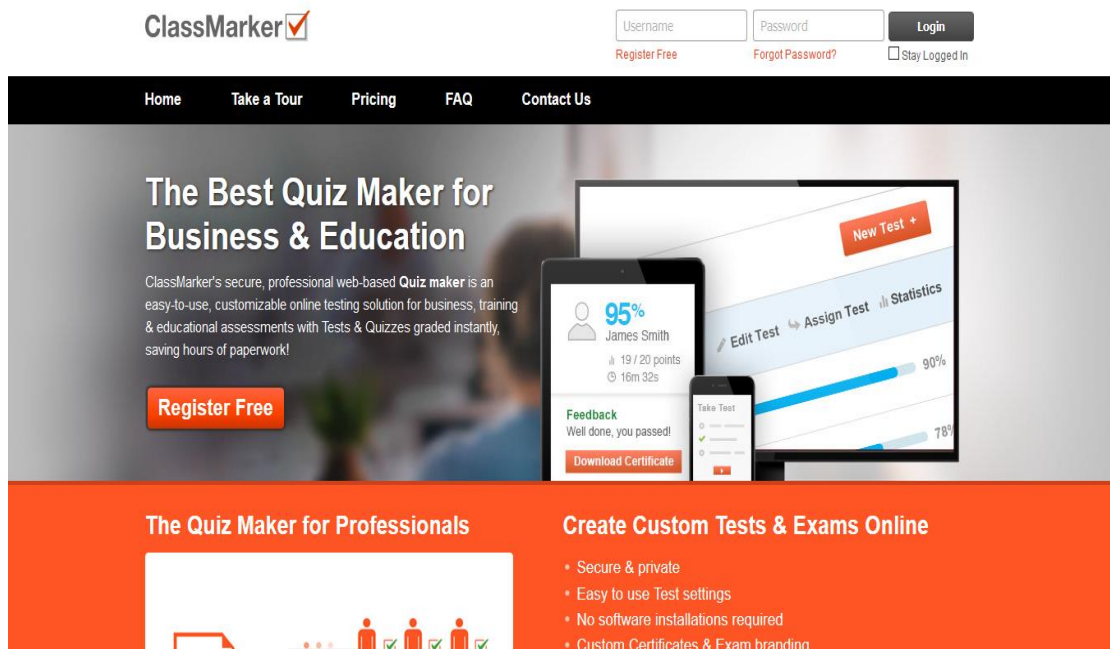 ClassMarker
Username
Password
Login
Register Free
Forgot Password?
Stay Logged In
Home
Take a Tour
Pricing
FAQ
Contact Us
The Best Quiz Maker for
Business & Education
ClassMarker's secure, professional web-based Quiz maker is an
easy-to-use, customizable online testing solution for business, training
& educational assessments with Tests & Quizzes graded instantly,
saving hours of paperwork!
Register Free
New Test +
Edit Test
Assign Test
Statistics
90%
78%
95%
James Smith
19 / 20 points
16m 32s
Feedback
Well done, you passed!
Download Certificate
Take Test
The Quiz Maker for Professionals
Create Custom Tests & Exams Online
• Secure & private
• Easy to use Test settings
• No software installations required
• Custom Certificates & Exam branding